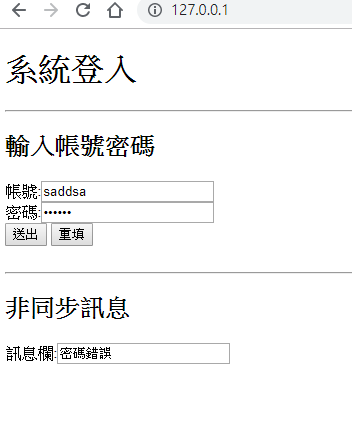 127.0.0.1
系統登入
輸入帳號密碼
帳號:saddsa
密碼:••••••
送出 重填
非同步訊息
訊息欄:密碼錯誤